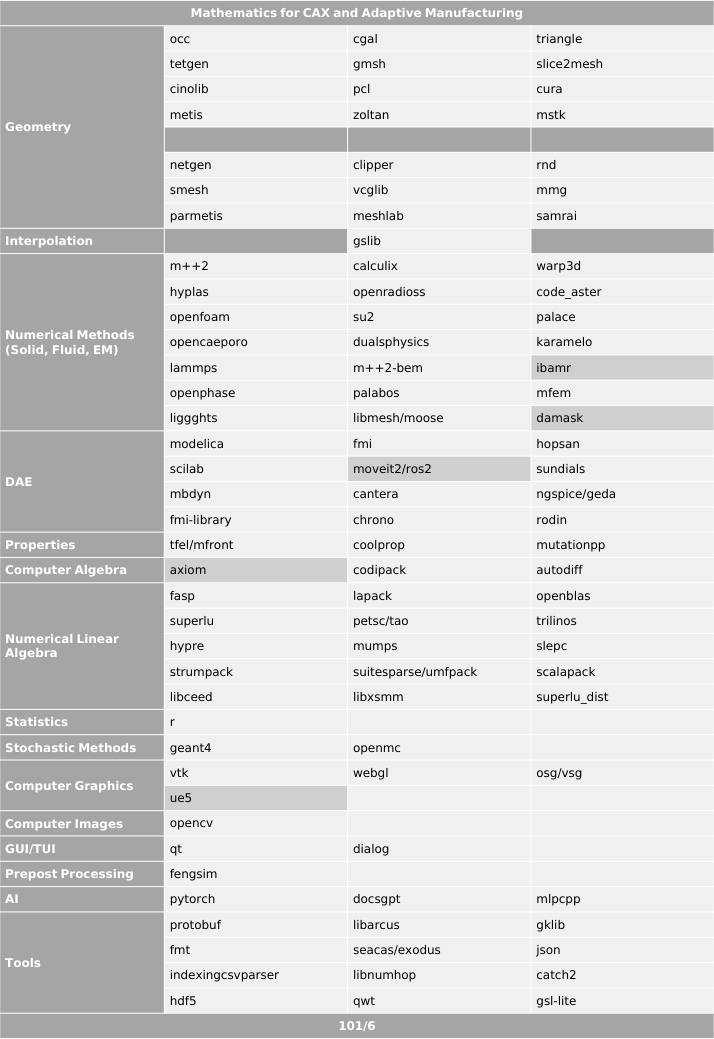 Mathematics for CAX and Adaptive Manufacturing
Geometry
occ cgal triangle
tetgen gmsh slice2mesh
cinolib pcl cura
metis zoltan mstk
netgen clipper rnd
smesh vcglib mmg
parmetis meshlab samrai
Interpolation gslib
Numerical Methods
(Solid, Fluid, EM)
m++2 calculix warp3d
hyplas openradioss code_aster
openfoam su2 palace
opencaeporo dualsphysics karamelo
lammps m++2-bem ibamr
openphase palabos mfem
liggghts libmesh/moose damask
DAE
modelica fmi hopsan
scilab moveit2/ros2 sundials
mbdyn cantera ngspice/geda
fmi-library chrono rodin
Properties tfel/mfront coolprop mutationpp
Computer Algebra axiom codipack autodiff
Numerical Linear
Algebra
fasp lapack openblas
superlu petsc/tao trilinos
hypre mumps slepc
strumpack suitesparse/umfpack scalapack
libceed libxsmm superlu_dist
Statistics r
Stochastic Methods geant4 openmc
Computer Graphics
vtk webgl osg/vsg
ue5
Computer Images opencv
GUI/TUI qt dialog
Prepost Processing fengsim
AI pytorch docsgpt mlpcpp
Tools
protobuf libarcus gklib
fmt seacas/exodus json
indexingcsvparser libnumhop catch2
hdf5 qwt gsl-lite
101/6